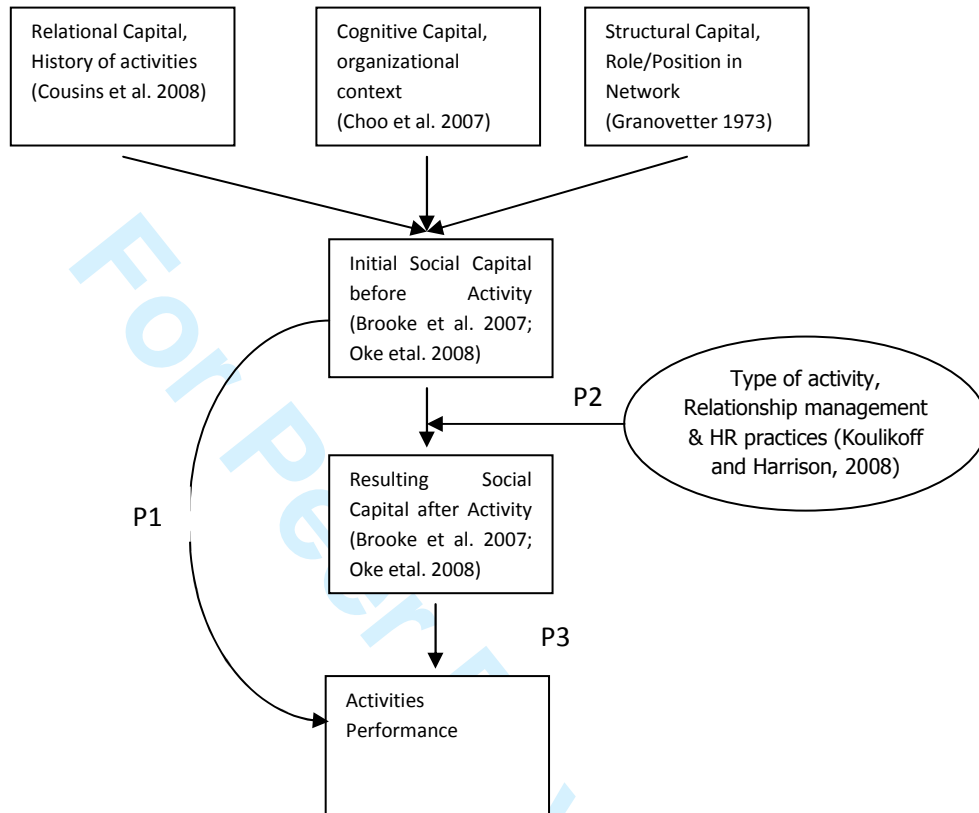 Relational Capital,
History of activities
(Cousins et al. 2008)
Cognitive Capital,
organizational
context
(Choo et al. 2007)
Structural Capital,
Role/Position in
Network
(Granovetter 1973)
Initial Social Capital
before Activity
(Brooke et al. 2007;
Oke etal. 2008)
P2
Type of activity,
Relationship management
& HR practices (Koulikoff
and Harrison, 2008)
P1
Resulting Social
Capital after Activity
(Brooke et al. 2007;
Oke etal. 2008)
P3
Activities
Performance
For Peer